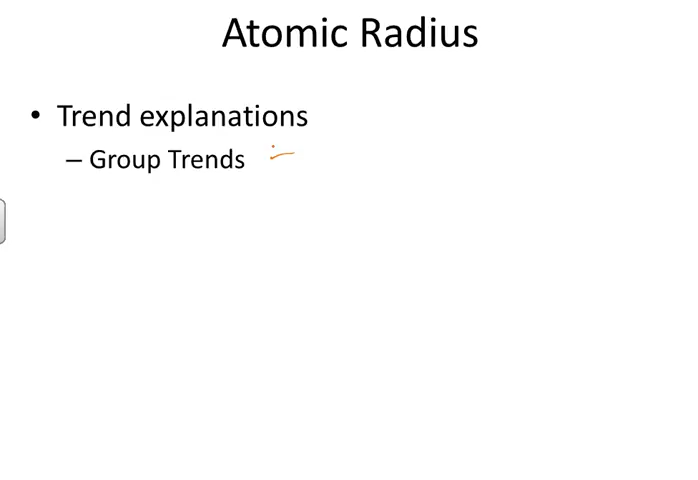 Atomic Radius
• Trend explanations
– Group Trends